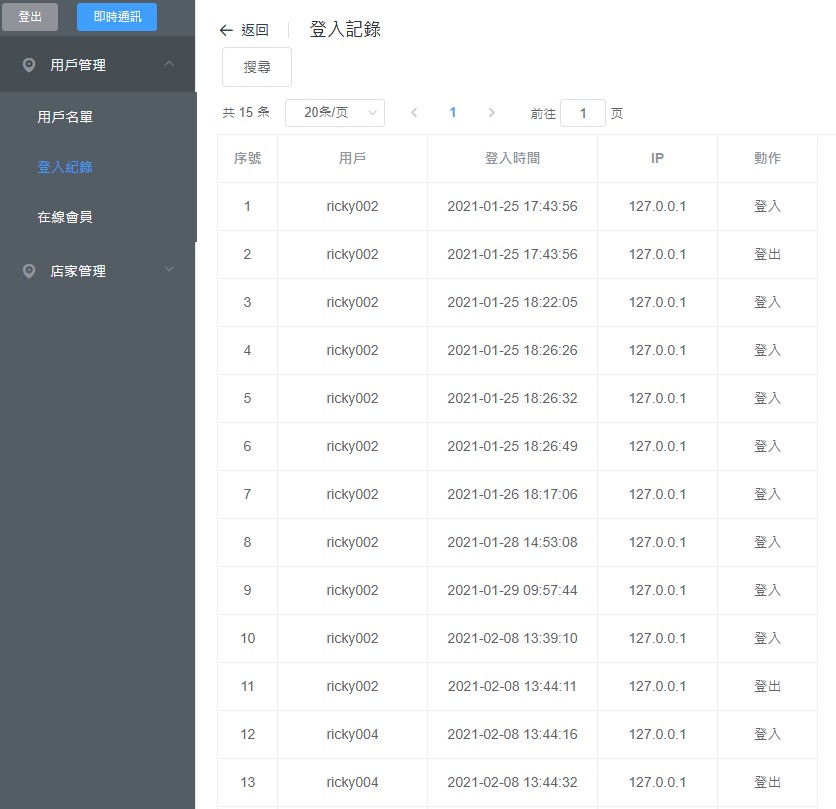 登出 即時通訊
用戶管理
用戶名單
登入紀錄
在線會員
店家管理
返回 登入記錄
搜尋
共 15 条 20条/页 1 前往 1 页
序號 用戶 登入時間 IP 動作
1 ricky002 2021-01-25 17:43:56 127.0.0.1 登入
2 ricky002 2021-01-25 17:43:56 127.0.0.1 登出
3 ricky002 2021-01-25 18:22:05 127.0.0.1 登入
4 ricky002 2021-01-25 18:26:26 127.0.0.1 登入
5 ricky002 2021-01-25 18:26:32 127.0.0.1 登入
6 ricky002 2021-01-25 18:26:49 127.0.0.1 登入
7 ricky002 2021-01-26 18:17:06 127.0.0.1 登入
8 ricky002 2021-01-28 14:53:08 127.0.0.1 登入
9 ricky002 2021-01-29 09:57:44 127.0.0.1 登入
10 ricky002 2021-02-08 13:39:10 127.0.0.1 登入
11 ricky002 2021-02-08 13:44:11 127.0.0.1 登出
12 ricky004 2021-02-08 13:44:16 127.0.0.1 登入
13 ricky004 2021-02-08 13:44:32 127.0.0.1 登出